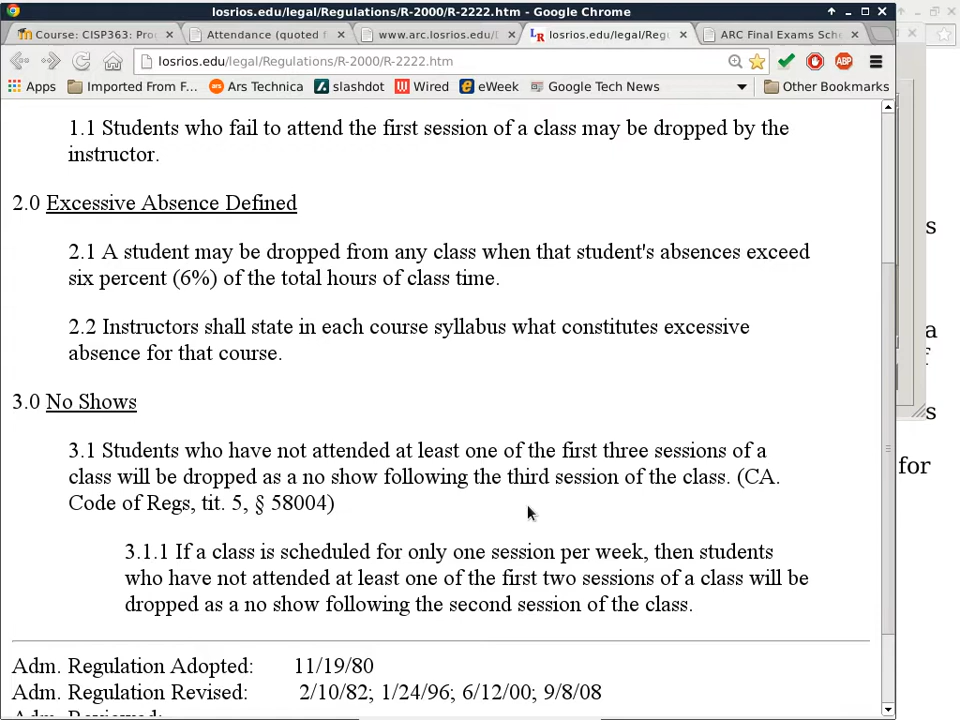 losrios.edu/legal/Regulations/R-2000/R-2222.htm - Google Chrome
Course: CISP363: Pro
Attendance (quoted f
www.arc.losrios.edu/
losrios.edu/legal/Regu
ARC Final Exams Sch
losrios.edu/legal/Regulations/R-2000/R-2222.htm
ABP
Apps
Imported From F...
ars
Ars Technica
slashdot
Wired
eWeek
Google Tech News
Other Bookmarks
1.1 Students who fail to attend the first session of a class may be dropped by the
instructor.
2.0 Excessive Absence Defined
2.1 A student may be dropped from any class when that student's absences exceed
six percent (6%) of the total hours of class time.
2.2 Instructors shall state in each course syllabus what constitutes excessive
absence for that course.
3.0 No Shows
3.1 Students who have not attended at least one of the first three sessions of a
class will be dropped as a no show following the third session of the class. (CA.
Code of Regs, tit. 5, § 58004)
3.1.1 If a class is scheduled for only one session per week, then students
who have not attended at least one of the first two sessions of a class will be
dropped as a no show following the second session of the class.
Adm. Regulation Adopted: 11/19/80
Adm. Regulation Revised: 2/10/82; 1/24/96; 6/12/00; 9/8/08
s
a
s
for